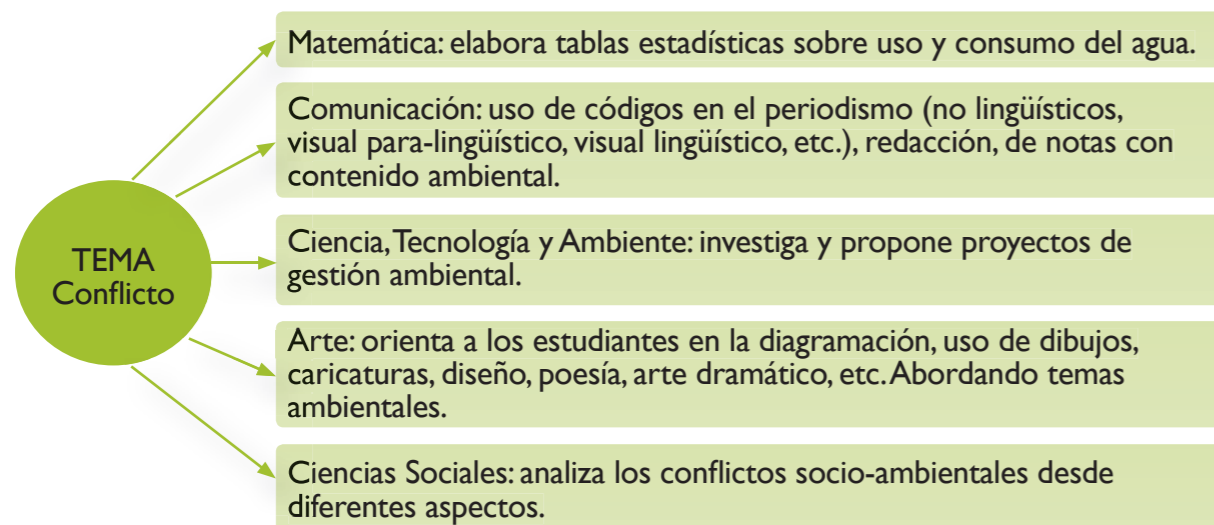 TEMA
Conflicto
Matemática: elabora tablas estadísticas sobre uso y consumo del agua.
Comunicación: uso de códigos en el periodismo (no lingüísticos,
visual para-lingüístico, visual lingüístico, etc.), redacción, de notas con
contenido ambiental.
Ciencia, Tecnología y Ambiente: investiga y propone proyectos de
gestión ambiental.
Arte: orienta a los estudiantes en la diagramación, uso de dibujos,
caricaturas, diseño, poesía, arte dramático, etc. Abordando temas
ambientales.
Ciencias Sociales: analiza los conflictos socio-ambientales desde
diferentes aspectos.